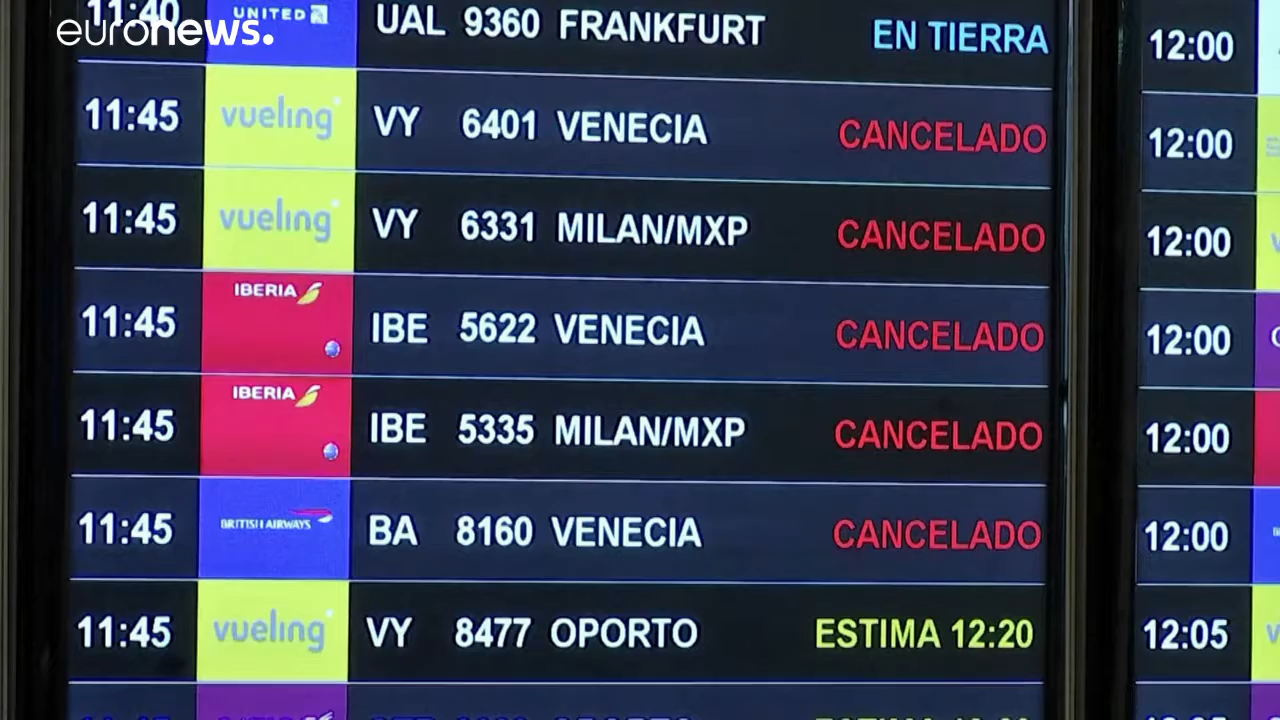 euronews.
11:40 UNITED UAL 9360 FRANKFURT EN TIERRA
11:45 vueling VY 6401 VENECIA CANCELADO
11:45 vueling VY 6331 MILAN/MXP CANCELADO
11:45 IBERIA IBE 5622 VENECIA CANCELADO
11:45 IBERIA IBE 5335 MILAN/MXP CANCELADO
11:45 BRITISH AIRWAYS BA 8160 VENECIA CANCELADO
11:45 vueling VY 8477 OPORTO ESTIMA 12:20
OPORTO
12:00
12:00
12:00
12:00
12:00
12:00
12:05